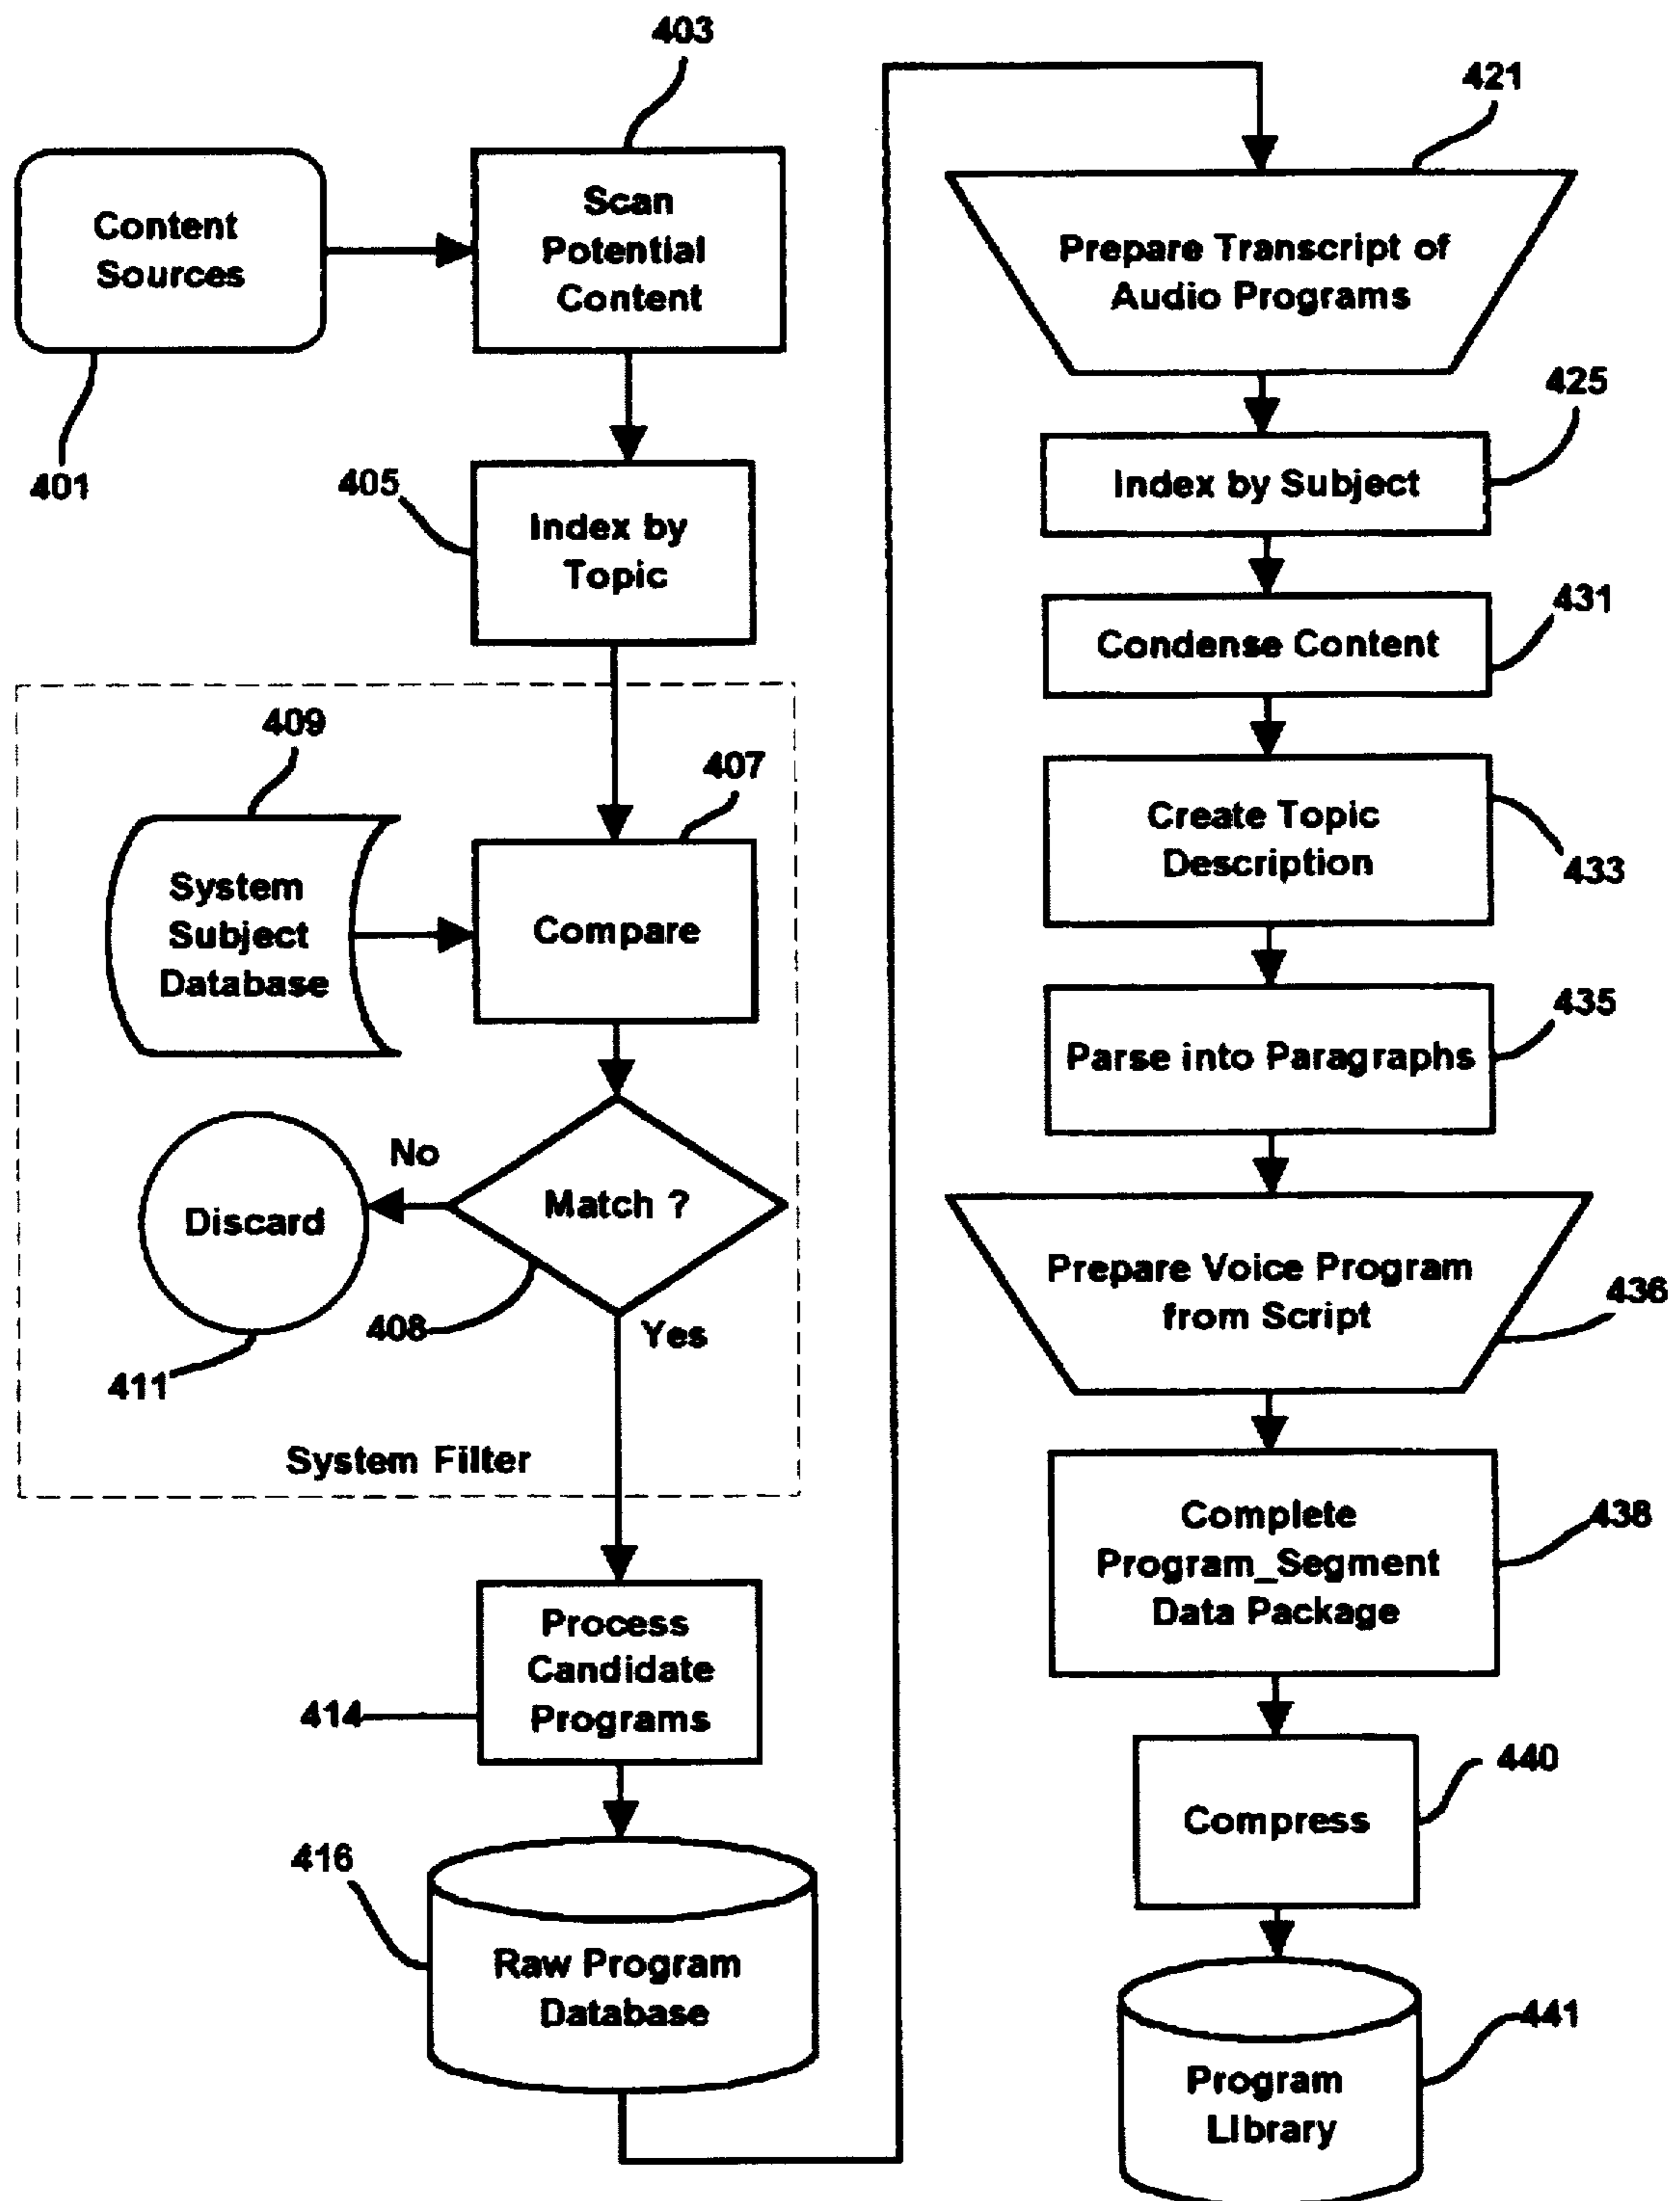 403
Content
Sources
401
Scan
Potential
Content
405
Index by
Topic
409
System
Subject
Database
407
Compare
No
Discard
411
Match ?
408
Yes
System Filter
Process
Candidate
Programs
414
416
Raw Program
Database
421
Prepare Transcript of
Audio Programs
425
Index by Subject
431
Condense Content
Create Topic
Description
433
435
Parse into Paragraphs
Prepare Voice Program
from Script
436
Complete
Program_Segment
Data Package
438
440
Compress
441
Program
LIbrary